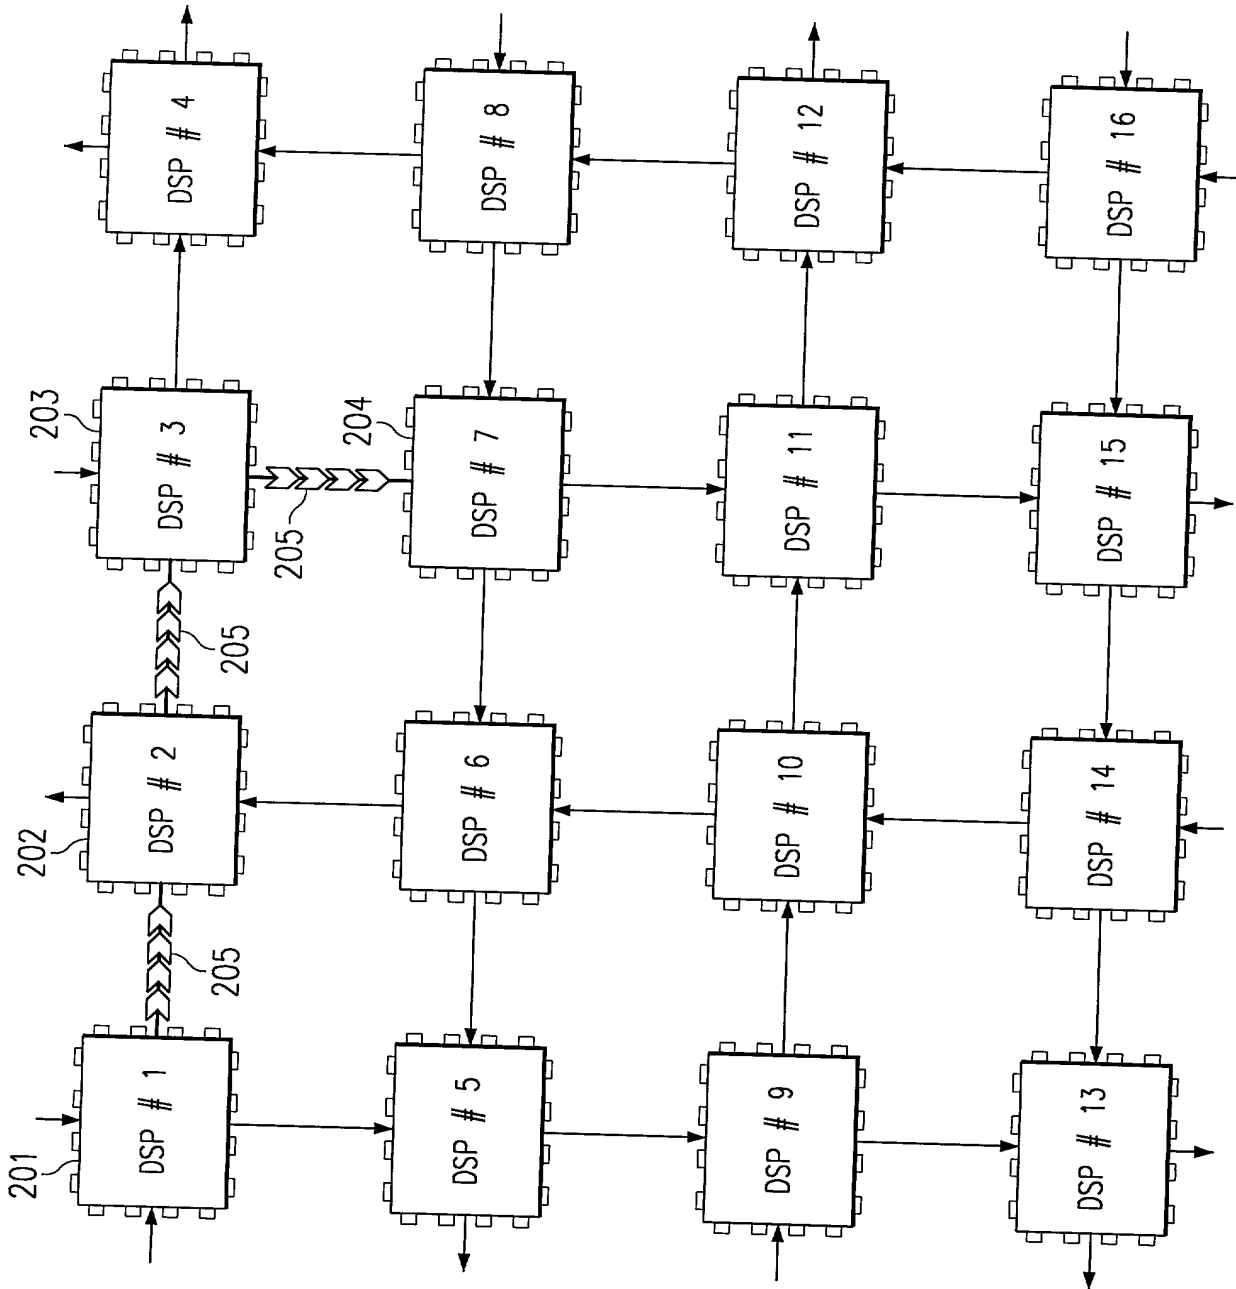 DSP # 4
DSP # 8
DSP # 12
DSP # 16
203
DSP # 3
205
204
DSP # 7
DSP # 11
DSP # 15
205
202
DSP # 2
DSP # 6
DSP # 10
DSP # 14
205
201
DSP # 1
DSP # 5
DSP # 9
DSP # 13